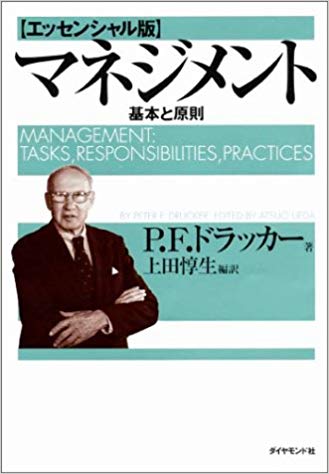 【エッセンシャル版】
マネジメント
基本と原則
MANAGEMENT:
TASKS,RESPONSIBILITIES,PRACTICES
BY PETER F. DRUCKER, EDITED BY ATSUO UEDA
P.F.ドラッカー 著
上田惇生 編訳
ダイヤモンド社